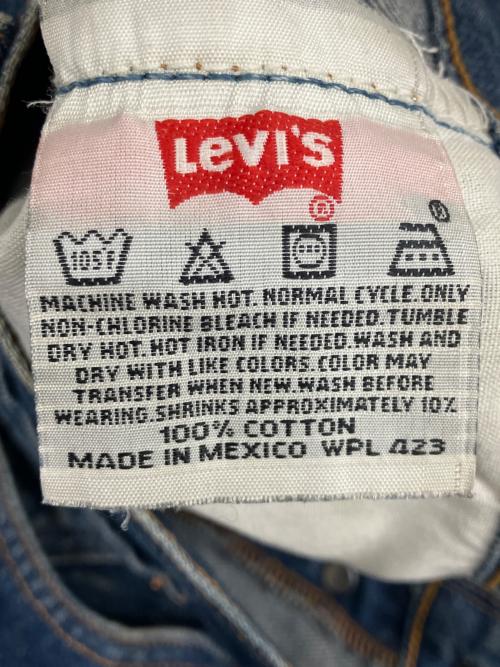 Levi's
®
®
105F
MACHINE WASH HOT. NORMAL CYCLE. ONLY
NON-CHLORINE BLEACH IF NEEDED. TUMBLE
DRY HOT. HOT IRON IF NEEDED. WASH AND
DRY WITH LIKE COLORS. COLOR MAY
TRANSFER WHEN NEW. WASH BEFORE
WEARING. SHRINKS APPROXIMATELY 10%
100% COTTON
MADE IN MEXICO WPL 423